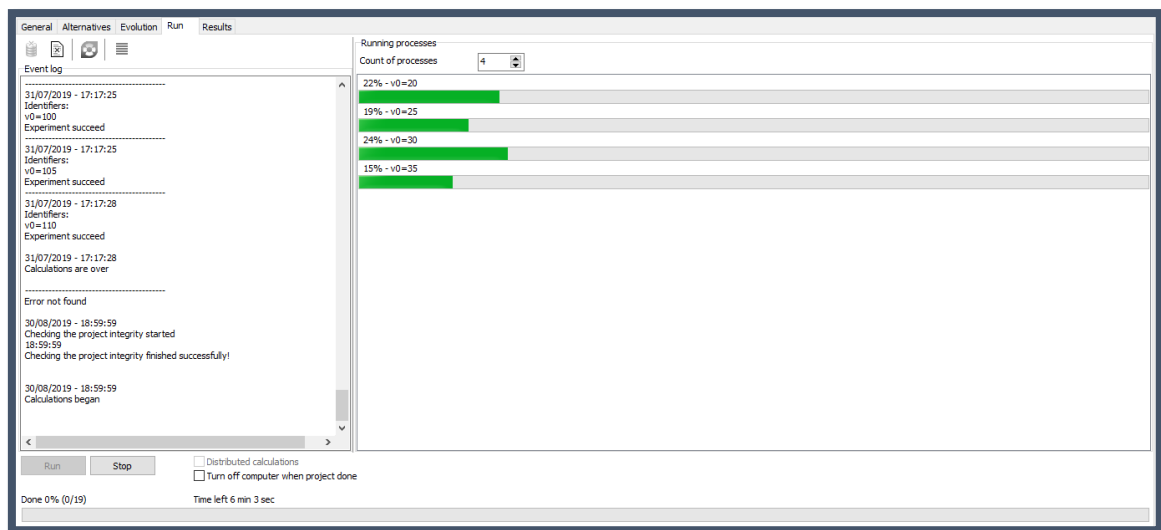 General Alternatives Evolution Run Results
Event log
------------------------------------------
31/07/2019 - 17:17:25
Identifiers:
v0=100
Experiment succeed
------------------------------------------
31/07/2019 - 17:17:25
Identifiers:
v0=105
Experiment succeed
------------------------------------------
31/07/2019 - 17:17:28
Identifiers:
v0=110
Experiment succeed
31/07/2019 - 17:17:28
Calculations are over
------------------------------------------
Error not found
30/08/2019 - 18:59:59
Checking the project integrity started
18:59:59
Checking the project integrity finished successfully!
30/08/2019 - 18:59:59
Calculations began
Running processes
Count of processes 4
22% - v0=20
19% - v0=25
24% - v0=30
15% - v0=35
Run Stop
Distributed calculations
Turn off computer when project done
Done 0% (0/19) Time left 6 min 3 sec